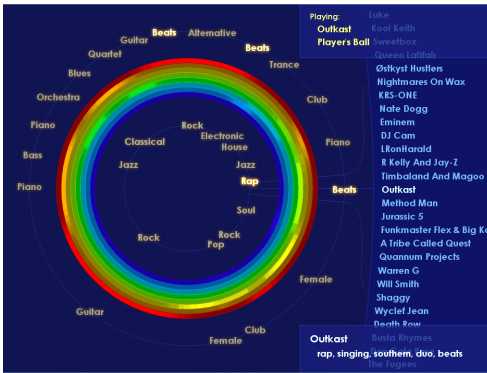 Playing:
Outkast
Player's Ball
Luke
Kool Keith
Sweetbox
Queen Latifah
Østkyst Hustlers
Nightmares On Wax
KRS-ONE
Nate Dogg
Eminem
DJ Cam
LRonHarald
R Kelly And Jay-Z
Timbaland And Magoo
Outkast
Method Man
Jurassic 5
Funkmaster Flex & Big
A Tribe Called Quest
Quannum Projects
Warren G
Will Smith
Shaggy
Wyclef Jean
Death Row
Busta Rhymes
The Fugees
Outkast
rap, singing, southern, duo, beats
Guitar
Beats
Alternative
Beats
Quartet
Trance
Blues
Orchestra
Club
Piano
Piano
Bass
Piano
Beats
Female
Guitar
Club
Female
Rock
Electronic
House
Classical
Jazz
Jazz
Rap
Soul
Rock
Rock
Pop